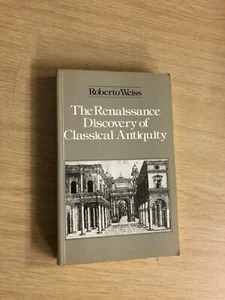 Roberto Weiss
The Renaissance
Discovery of
Classical Antiquity